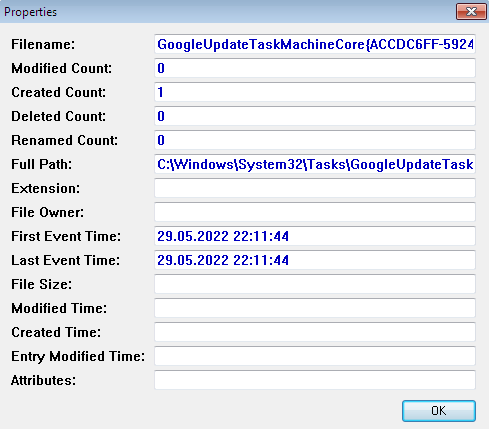 Properties
Filename: GoogleUpdateTaskMachineCore{ACCDC6FF-5924
Modified Count: 0
Created Count: 1
Deleted Count: 0
Renamed Count: 0
Full Path: C:\Windows\System32\Tasks\GoogleUpdateTask
Extension:
File Owner:
First Event Time: 29.05.2022 22:11:44
Last Event Time: 29.05.2022 22:11:44
File Size:
Modified Time:
Created Time:
Entry Modified Time:
Attributes:
OK